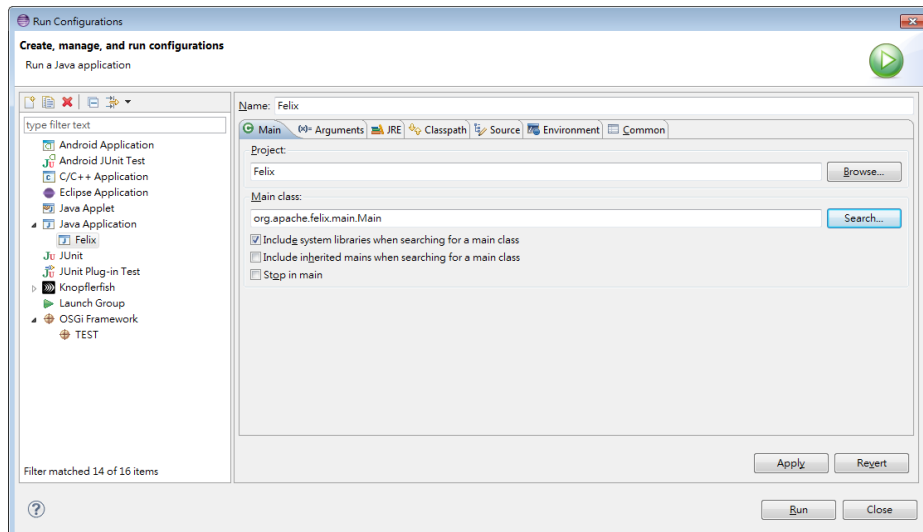 Run Configurations
Create, manage, and run configurations
Run a Java application
type filter text
Android Application
Android JUnit Test
C/C++ Application
Eclipse Application
Java Applet
Java Application
Felix
JUnit
JUnit Plug-in Test
Knopflerfish
Launch Group
OSGi Framework
TEST
Filter matched 14 of 16 items
Name: Felix
Main Arguments JRE Classpath Source Environment Common
Project:
Felix Browse...
Main class:
org.apache.felix.main.Main Search...
Include system libraries when searching for a main class
Include inherited mains when searching for a main class
Stop in main
Apply Revert
Run Close